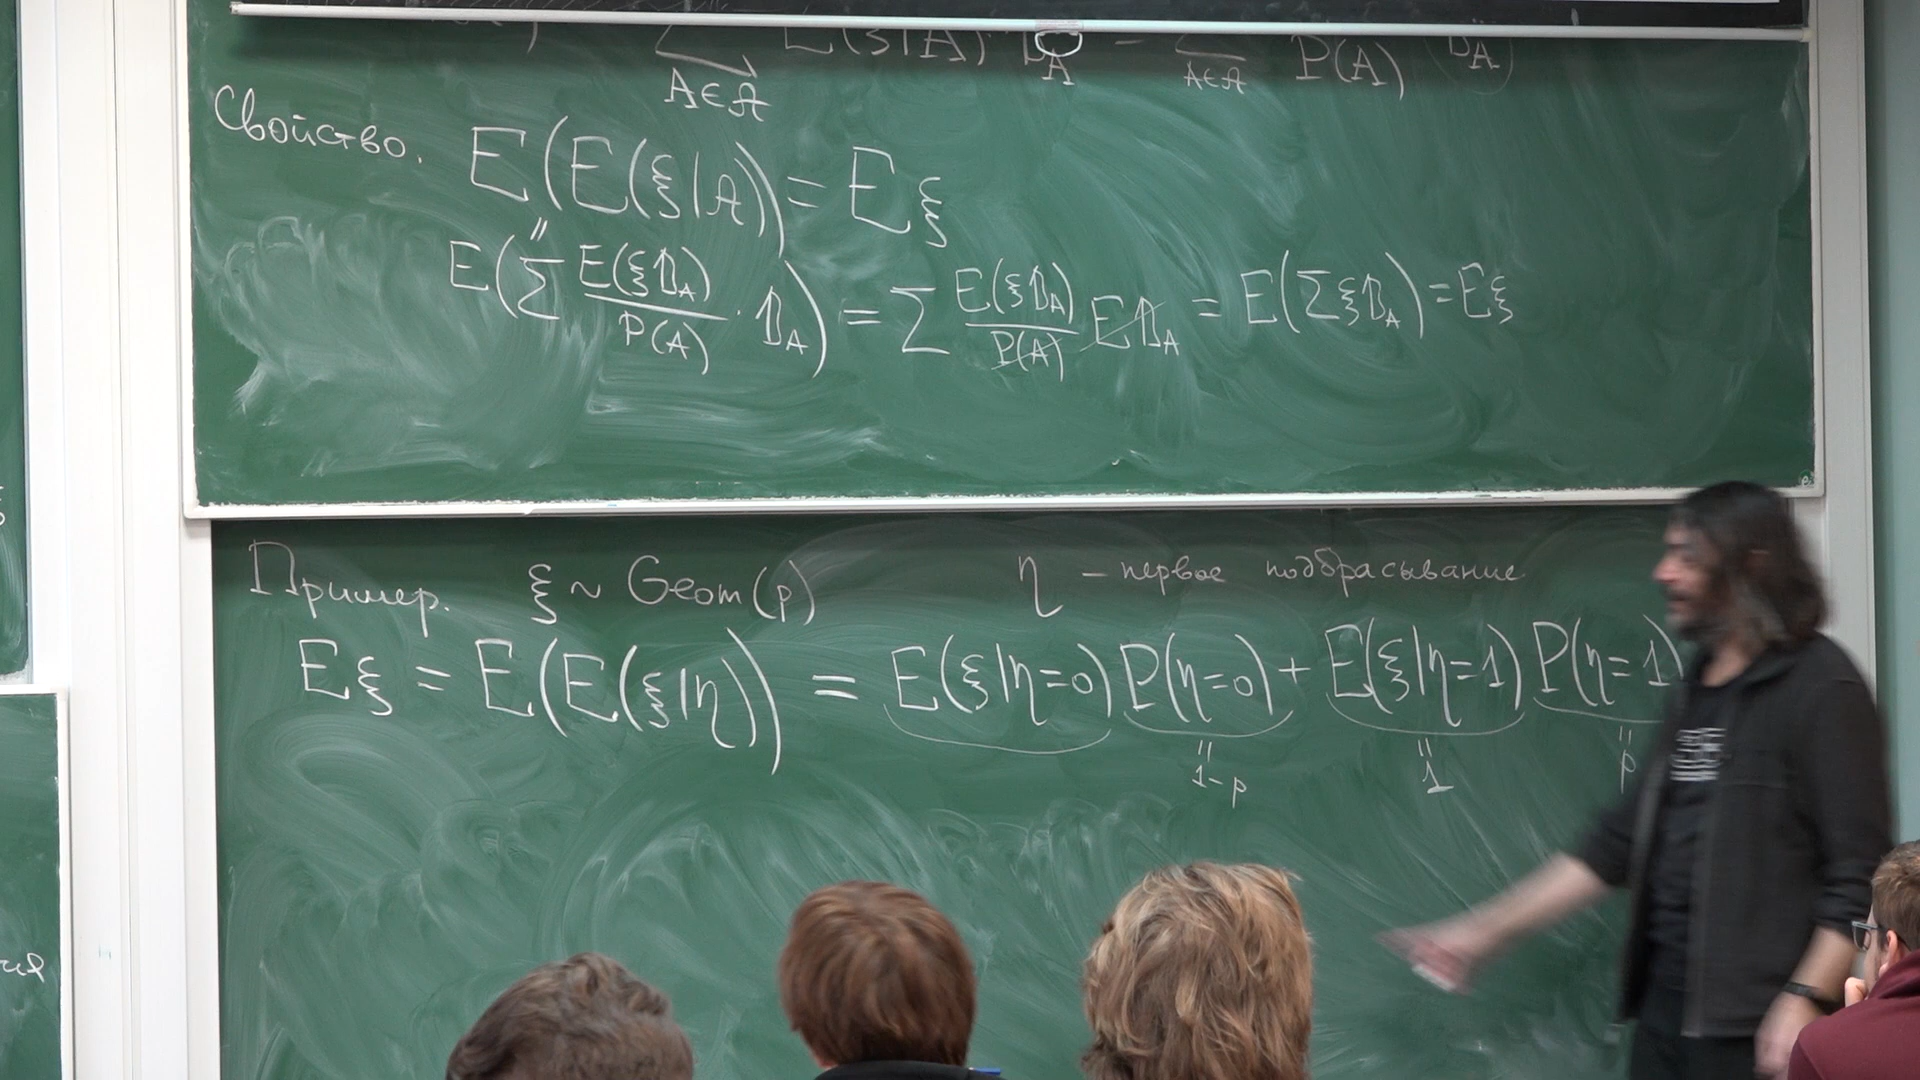 ∑ E(ξ|A) · 𝟙_A = ∑ P(A) 𝟙_A
A∈𝒜 A∈𝒜
Свойство. E(E(ξ|𝒜)) = Eξ
"
E(∑ E(ξ𝟙_A)/P(A) · 𝟙_A) = ∑ E(ξ𝟙_A)/P(A) E𝟙_A = E(∑ξ𝟙_A) = Eξ
Пример. ξ ~ Geom(p) η – первое подбрасывание
Eξ = E(E(ξ|η)) = E(ξ|η=0) P(η=0) + E(ξ|η=1) P(η=1)
" " "
1-p 1 p